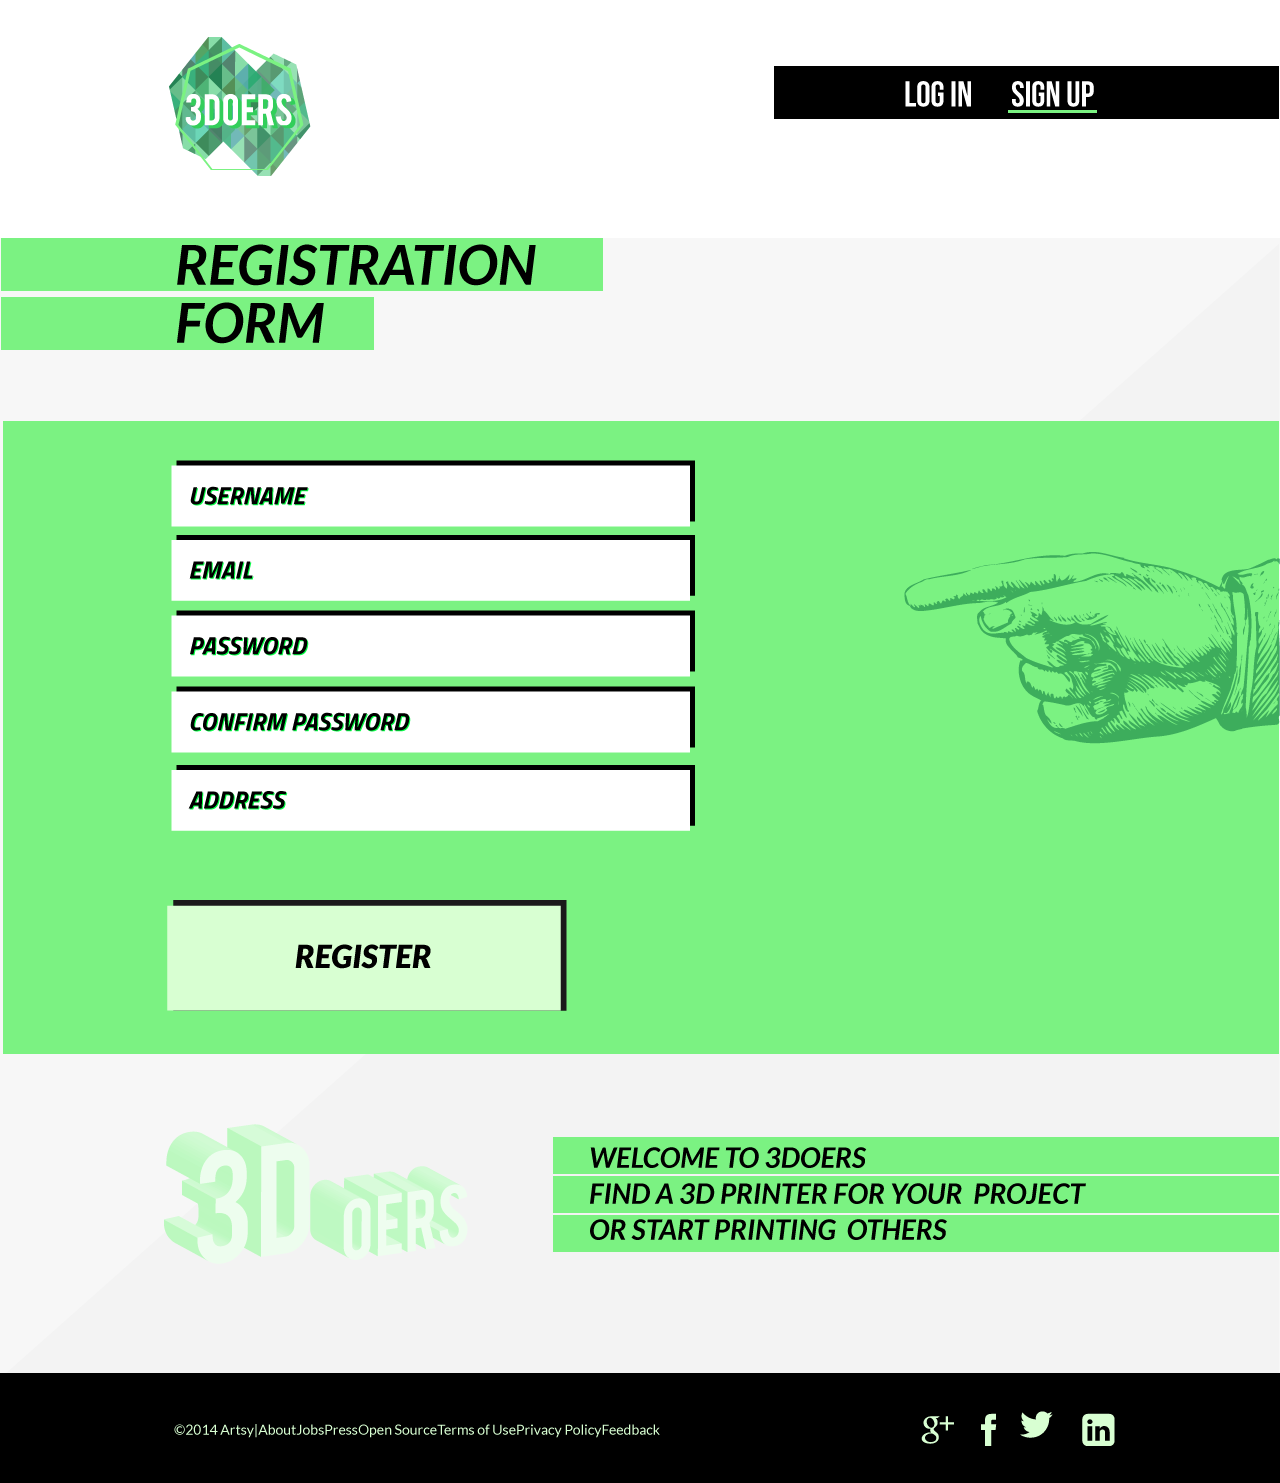 3DOERS
LOG IN SIGN UP
REGISTRATION
FORM
USERNAME
EMAIL
PASSWORD
CONFIRM PASSWORD
ADDRESS
REGISTER
3DOERS
WELCOME TO 3DOERS
FIND A 3D PRINTER FOR YOUR PROJECT
OR START PRINTING OTHERS
©2014 Artsy|AboutJobsPressOpen SourceTerms of UsePrivacy PolicyFeedback
g+ f in